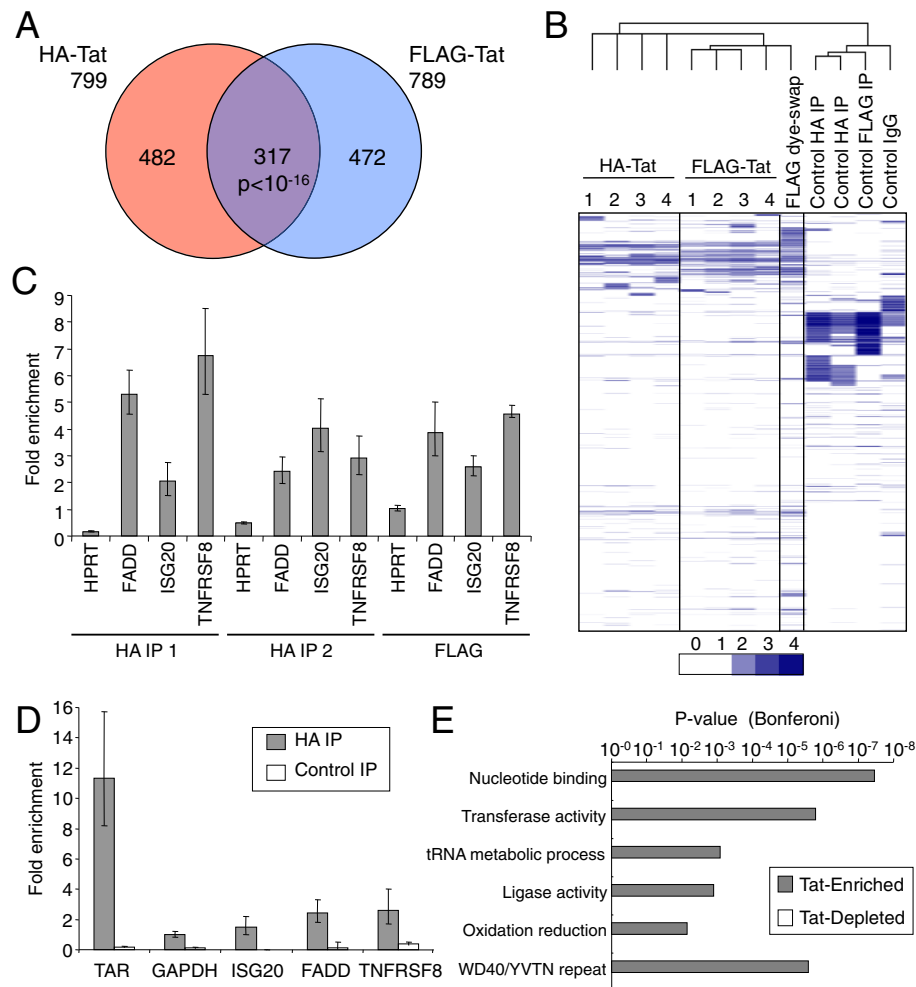 A
HA-Tat
799
FLAG-Tat
789
482
317
p<10-16
472
B
HA-Tat
FLAG-Tat
1 2 3 4
1 2 3 4
FLAG dye-swap
Control HA IP
Control HA IP
Control FLAG IP
Control IgG
0 1 2 3 4
C
Fold enrichment
9
8
7
6
5
4
3
2
1
0
HPRT FADD ISG20 TNFRSF8 HPRT FADD ISG20 TNFRSF8 HPRT FADD ISG20 TNFRSF8
HA IP 1 HA IP 2 FLAG
D
Fold enrichment
16
14
12
10
8
6
4
2
0
HA IP
Control IP
TAR GAPDH ISG20 FADD TNFRSF8
E
P-value (Bonferoni)
10-0 10-1 10-2 10-3 10-4 10-5 10-6 10-7 10-8
Nucleotide binding
Transferase activity
tRNA metabolic process
Ligase activity
Oxidation reduction
WD40/YVTN repeat
Tat-Enriched
Tat-Depleted